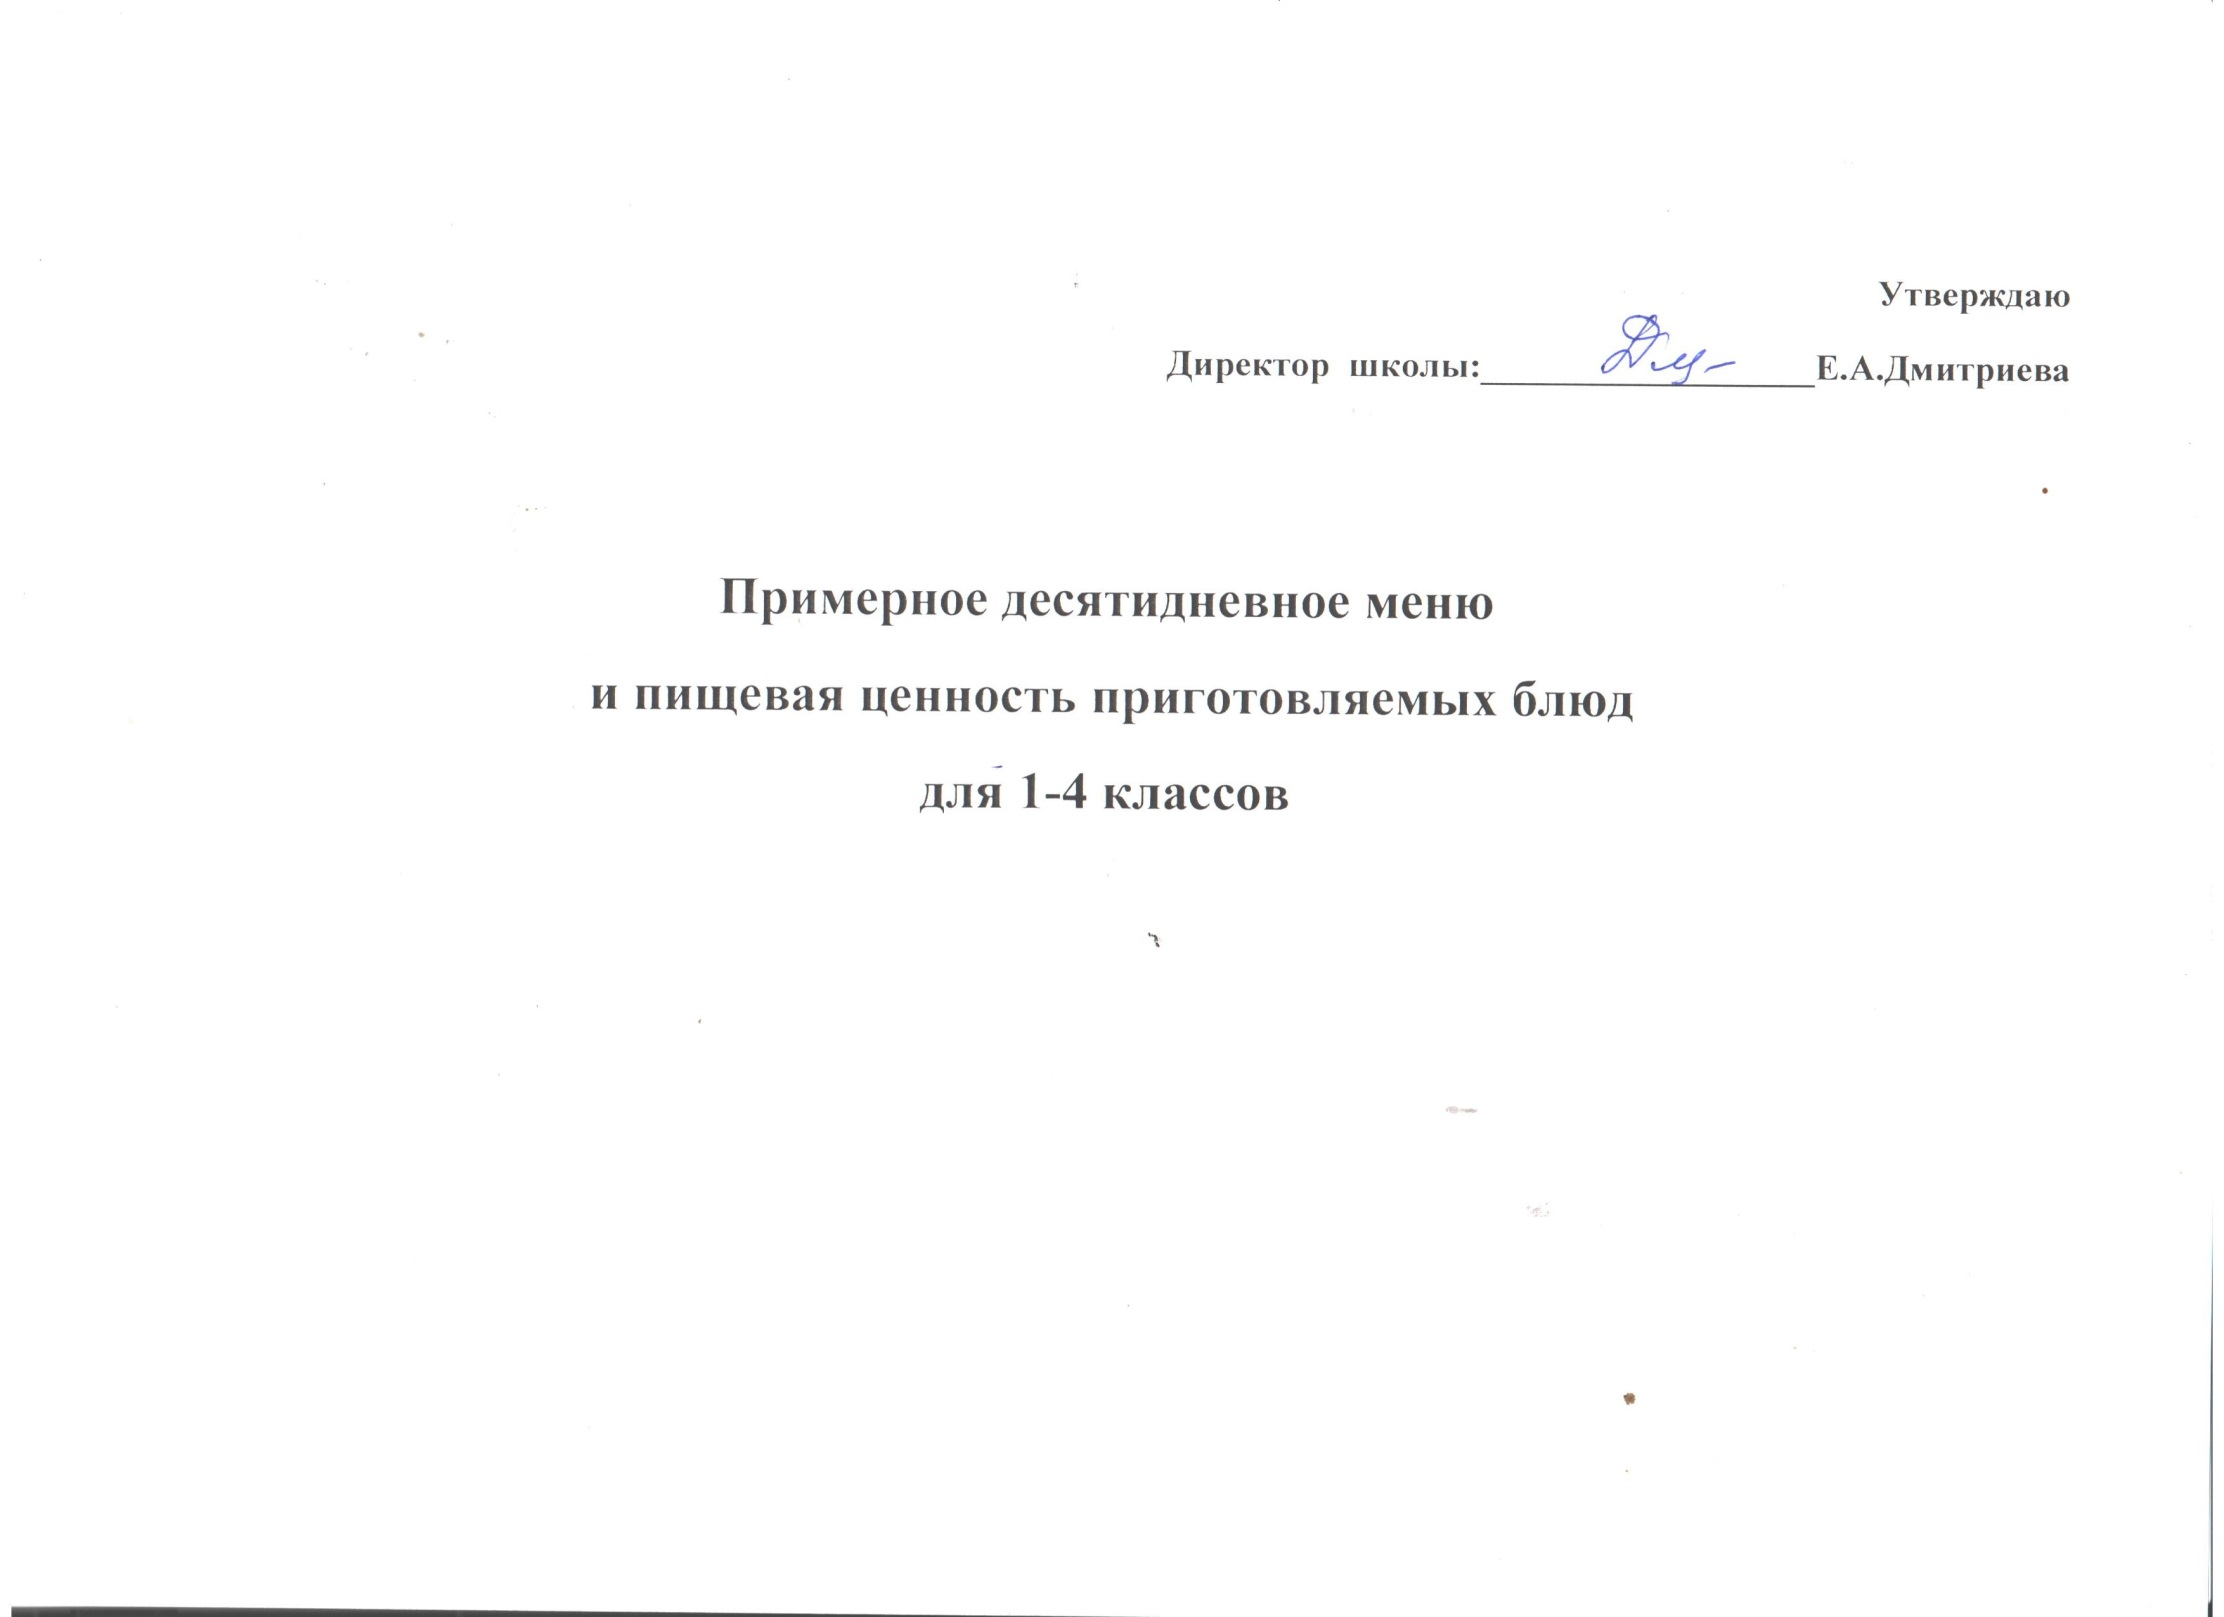 Утверждаю
Директор школы:____________________Е.А.Дмитриева
Примерное десятидневное меню
и пищевая ценность приготовляемых блюд
для 1-4 классов